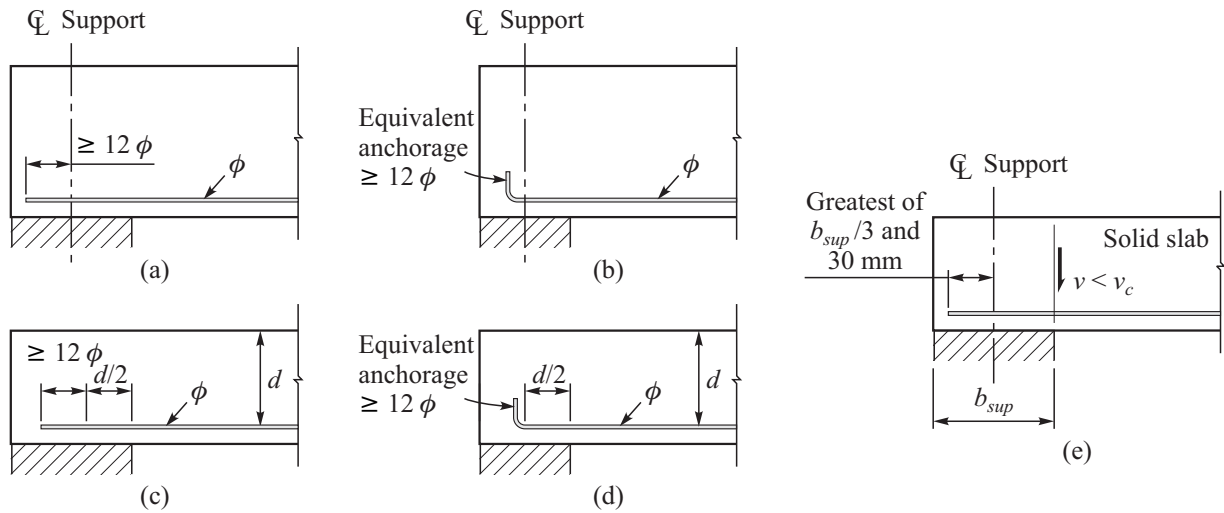 ℄ Support
≥ 12 ϕ
ϕ
(a)
℄ Support
Equivalent
anchorage
≥ 12 ϕ
ϕ
(b)
≥ 12 ϕ
d/2
ϕ
d
(c)
Equivalent
anchorage
≥ 12 ϕ
d/2
ϕ
d
(d)
℄ Support
Greatest of
b_sup /3 and
30 mm
Solid slab
v < v_c
b_sup
(e)